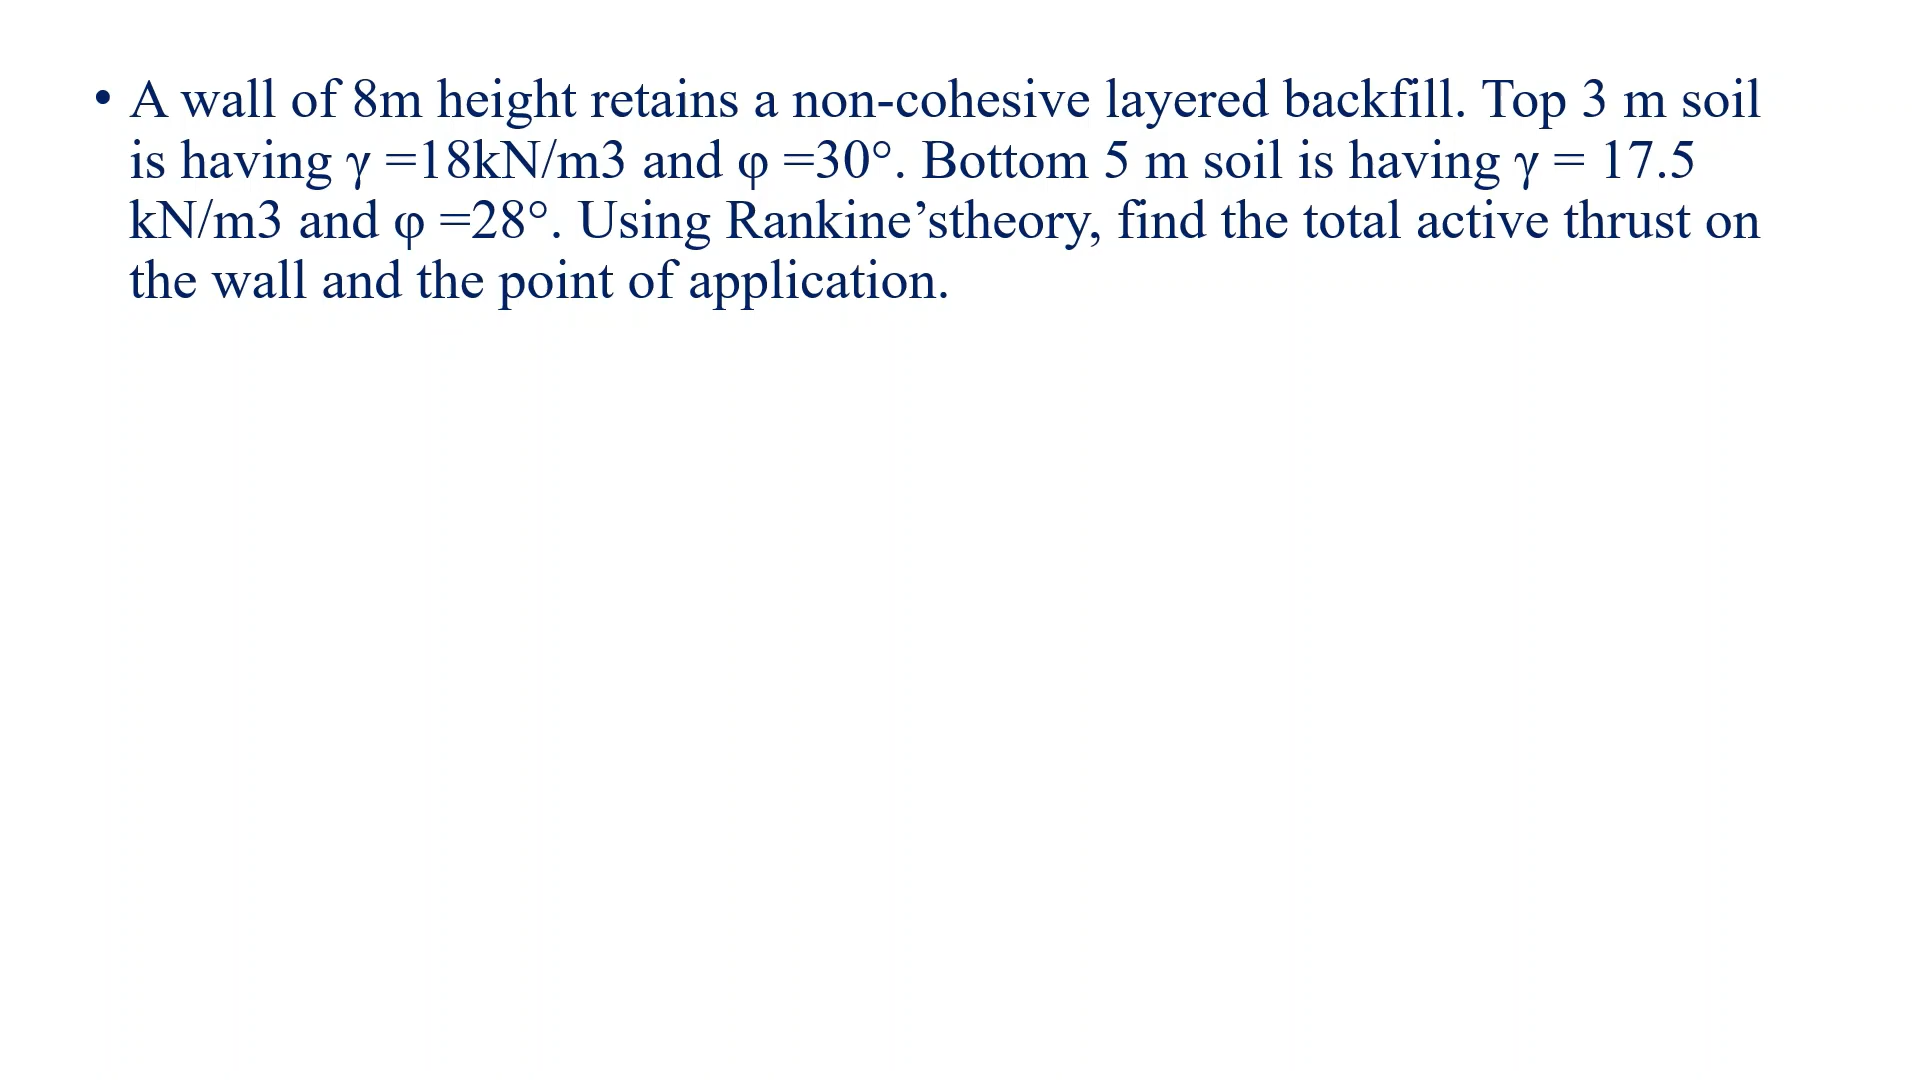 • A wall of 8m height retains a non-cohesive layered backfill. Top 3 m soil
is having γ =18kN/m3 and φ =30°. Bottom 5 m soil is having γ = 17.5
kN/m3 and φ =28°. Using Rankine’stheory, find the total active thrust on
the wall and the point of application.